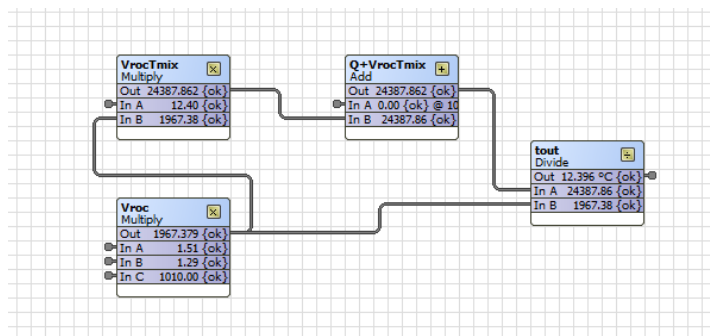 VrocTmix
Multiply
Out 24387.862 {ok}
In A 12.40 {ok}
In B 1967.38 {ok}
Q+VrocTmix
Add
Out 24387.862 {ok}
In A 0.00 {ok} @ 10
In B 24387.86 {ok}
tout
Divide
Out 12.396 °C {ok}
In A 24387.86 {ok}
In B 1967.38 {ok}
Vroc
Multiply
Out 1967.379 {ok}
In A 1.51 {ok}
In B 1.29 {ok}
In C 1010.00 {ok}